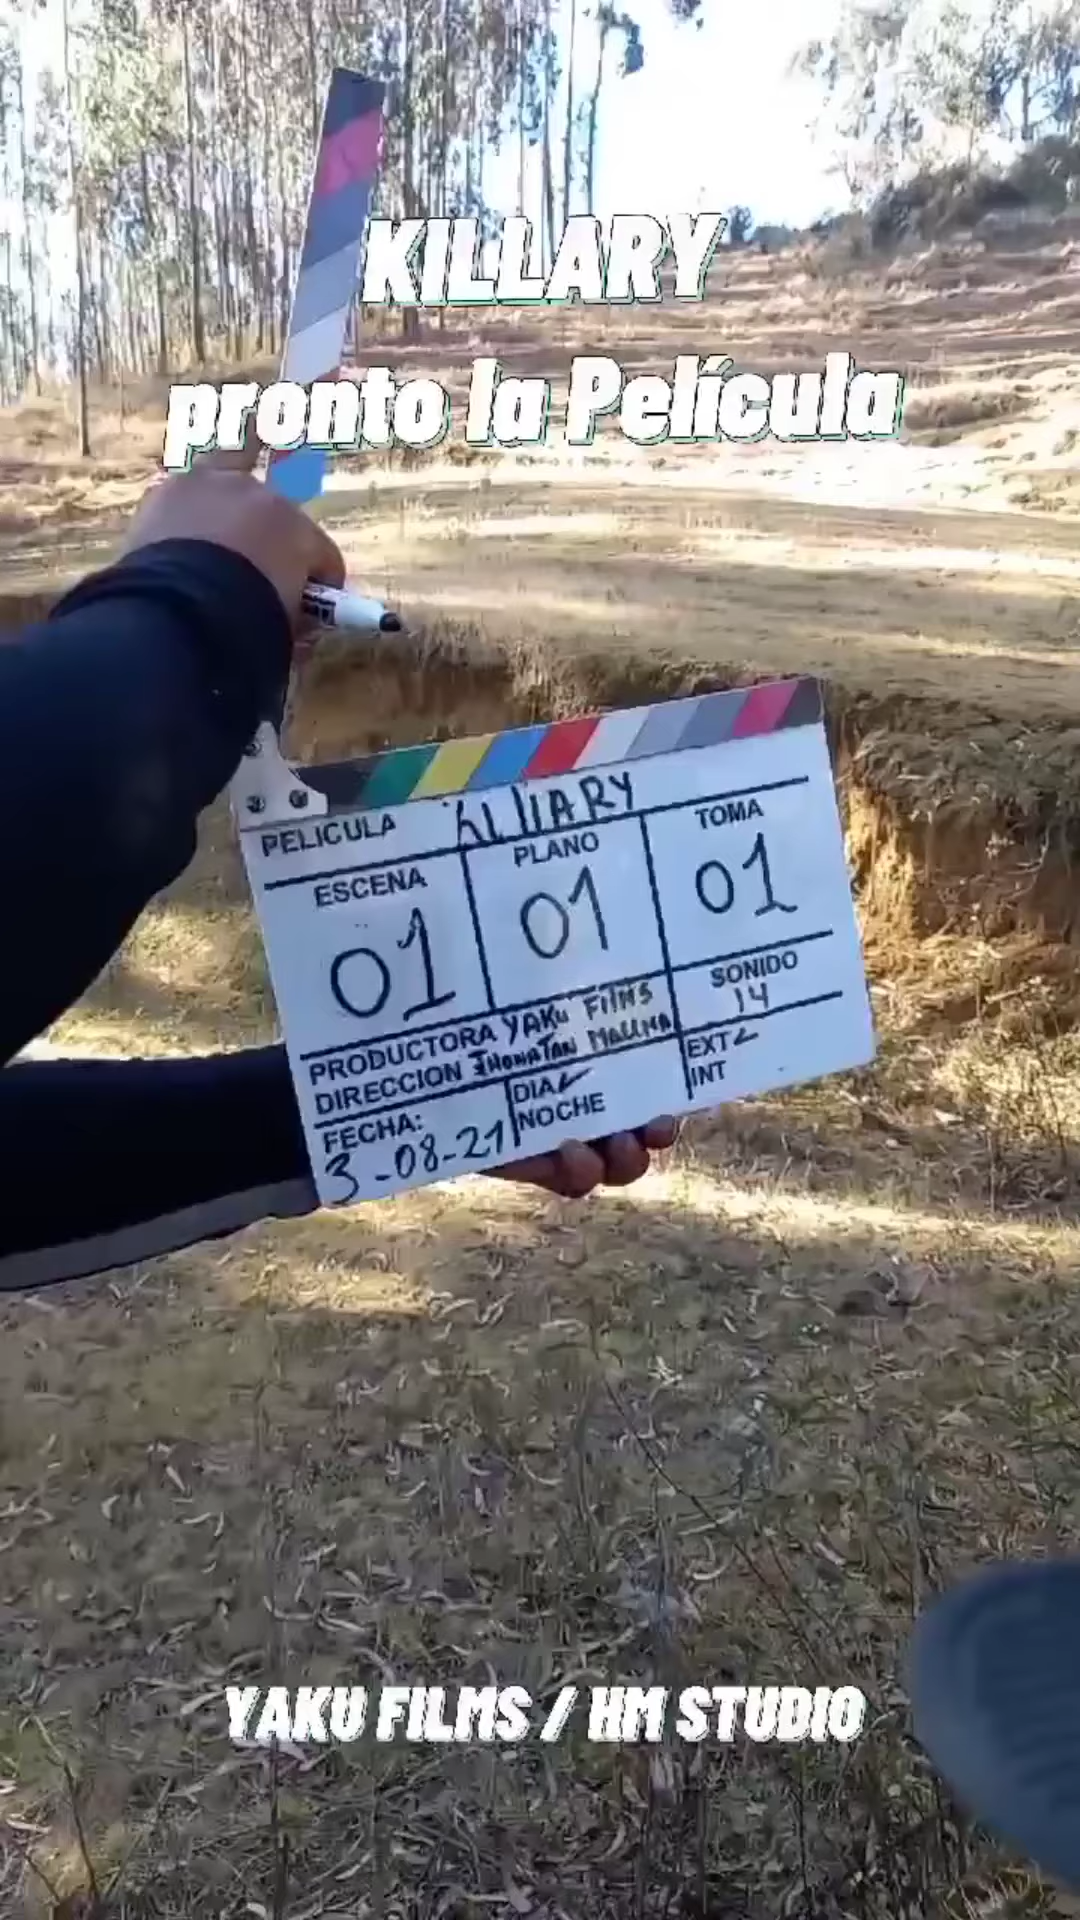 KILLARY
pronto la Película
PELICULA KILLARY
ESCENA PLANO TOMA
01 01 01
SONIDO
14
PRODUCTORA YAKU FILMS
DIRECCION JHONATAN
EXT
INT
FECHA:
3-08-21
DIA
NOCHE
YAKU FILMS / HM STUDIO